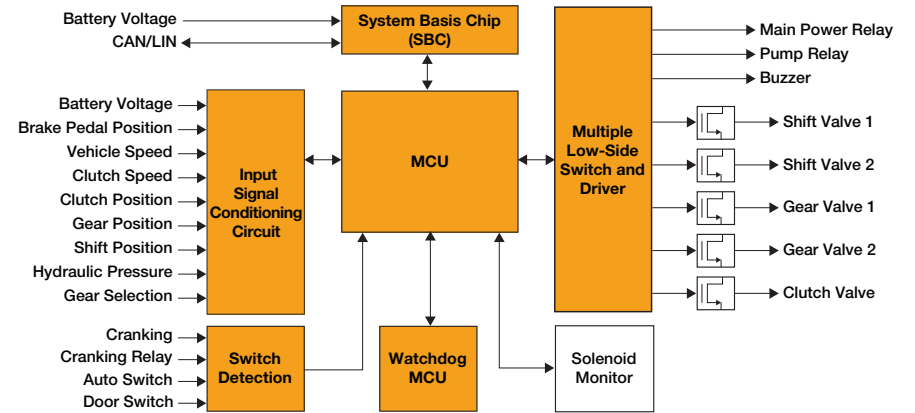 Battery Voltage
CAN/LIN
System Basis Chip
(SBC)
Main Power Relay
Pump Relay
Buzzer
Battery Voltage
Brake Pedal Position
Vehicle Speed
Clutch Speed
Clutch Position
Gear Position
Shift Position
Hydraulic Pressure
Gear Selection
Input
Signal
Conditioning
Circuit
MCU
Multiple
Low-Side
Switch and
Driver
Shift Valve 1
Shift Valve 2
Gear Valve 1
Gear Valve 2
Clutch Valve
Cranking
Cranking Relay
Auto Switch
Door Switch
Switch
Detection
Watchdog
MCU
Solenoid
Monitor